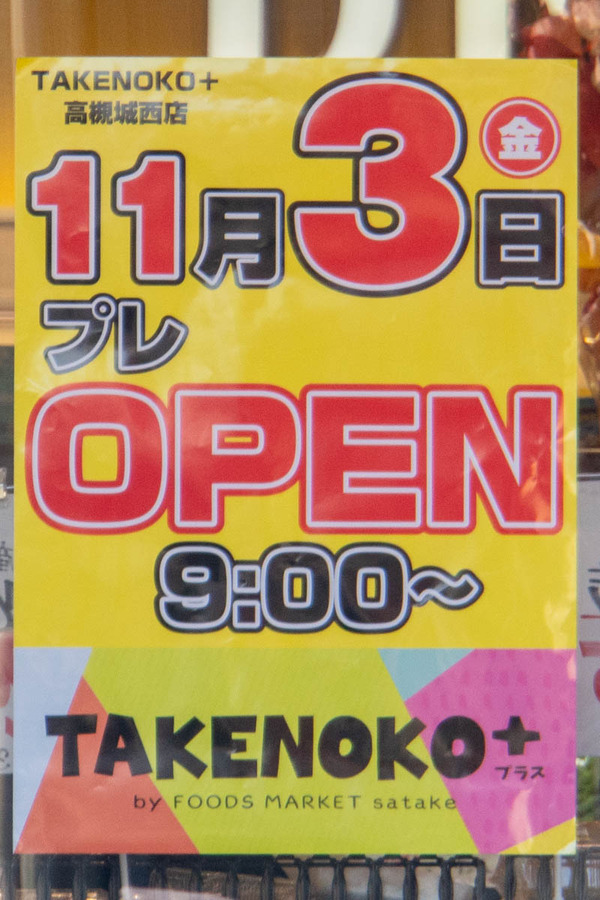 TAKENOKO+
高槻城西店
11月3日㊎
プレ
OPEN
9:00~
TAKENOKO+
プラス
by FOODS MARKET satake